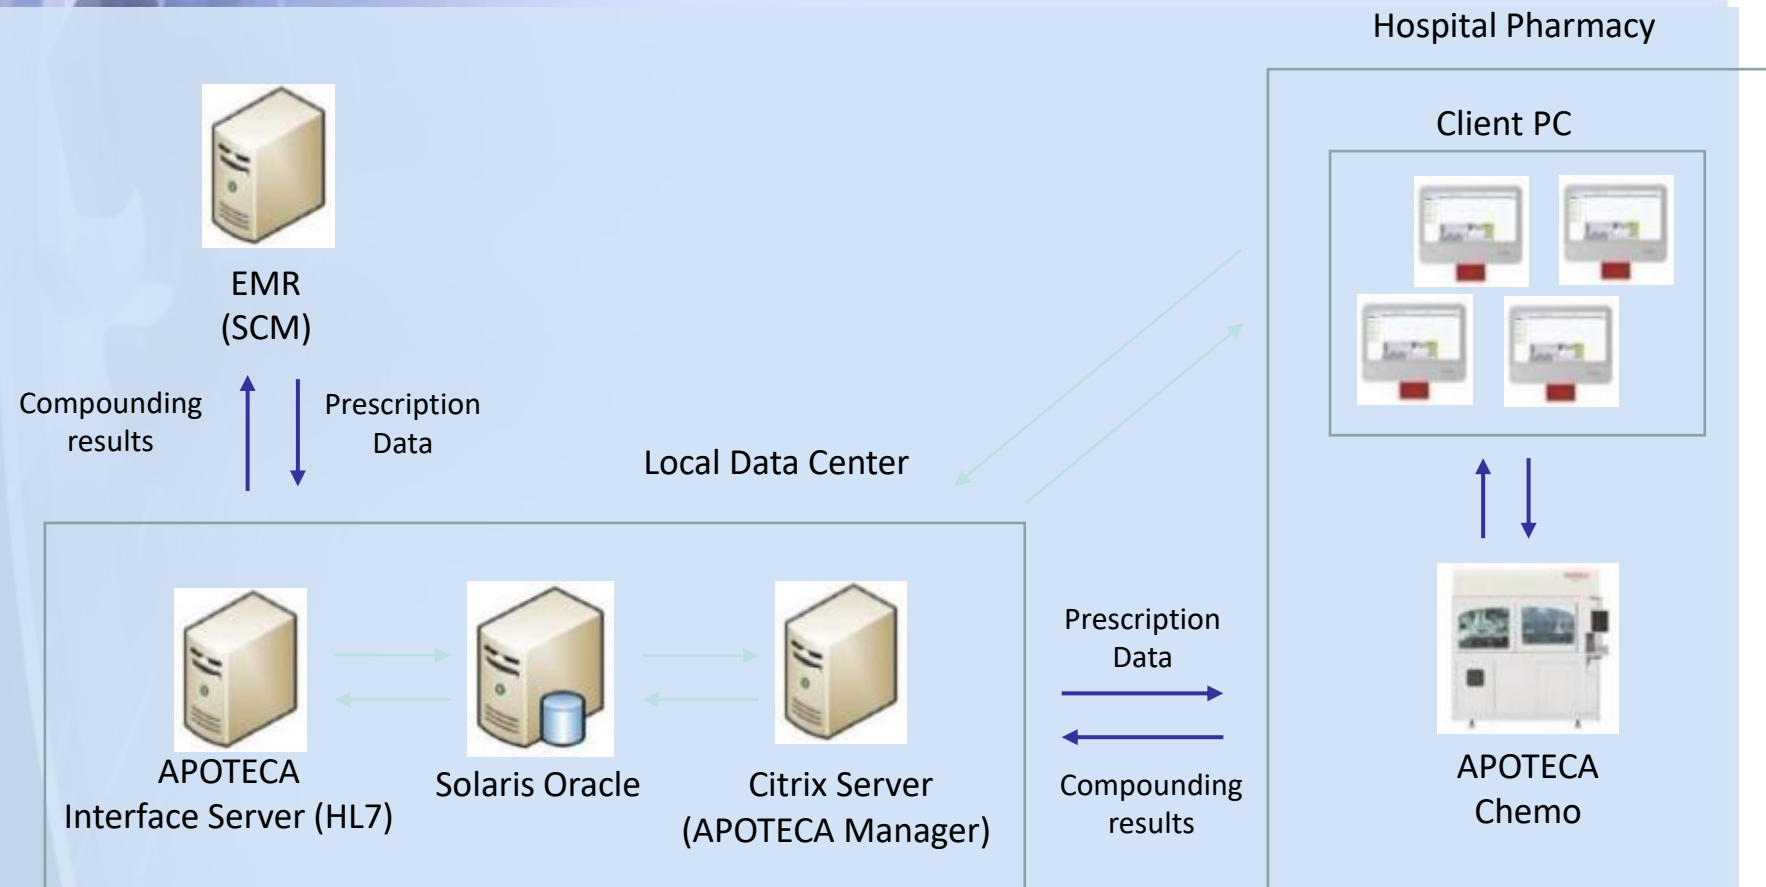 Hospital Pharmacy
Client PC
EMR
(SCM)
Compounding
results
Prescription
Data
Local Data Center
Prescription
Data
APOTECA
Interface Server (HL7)
Solaris Oracle
Citrix Server
(APOTECA Manager)
Compounding
results
APOTECA
Chemo